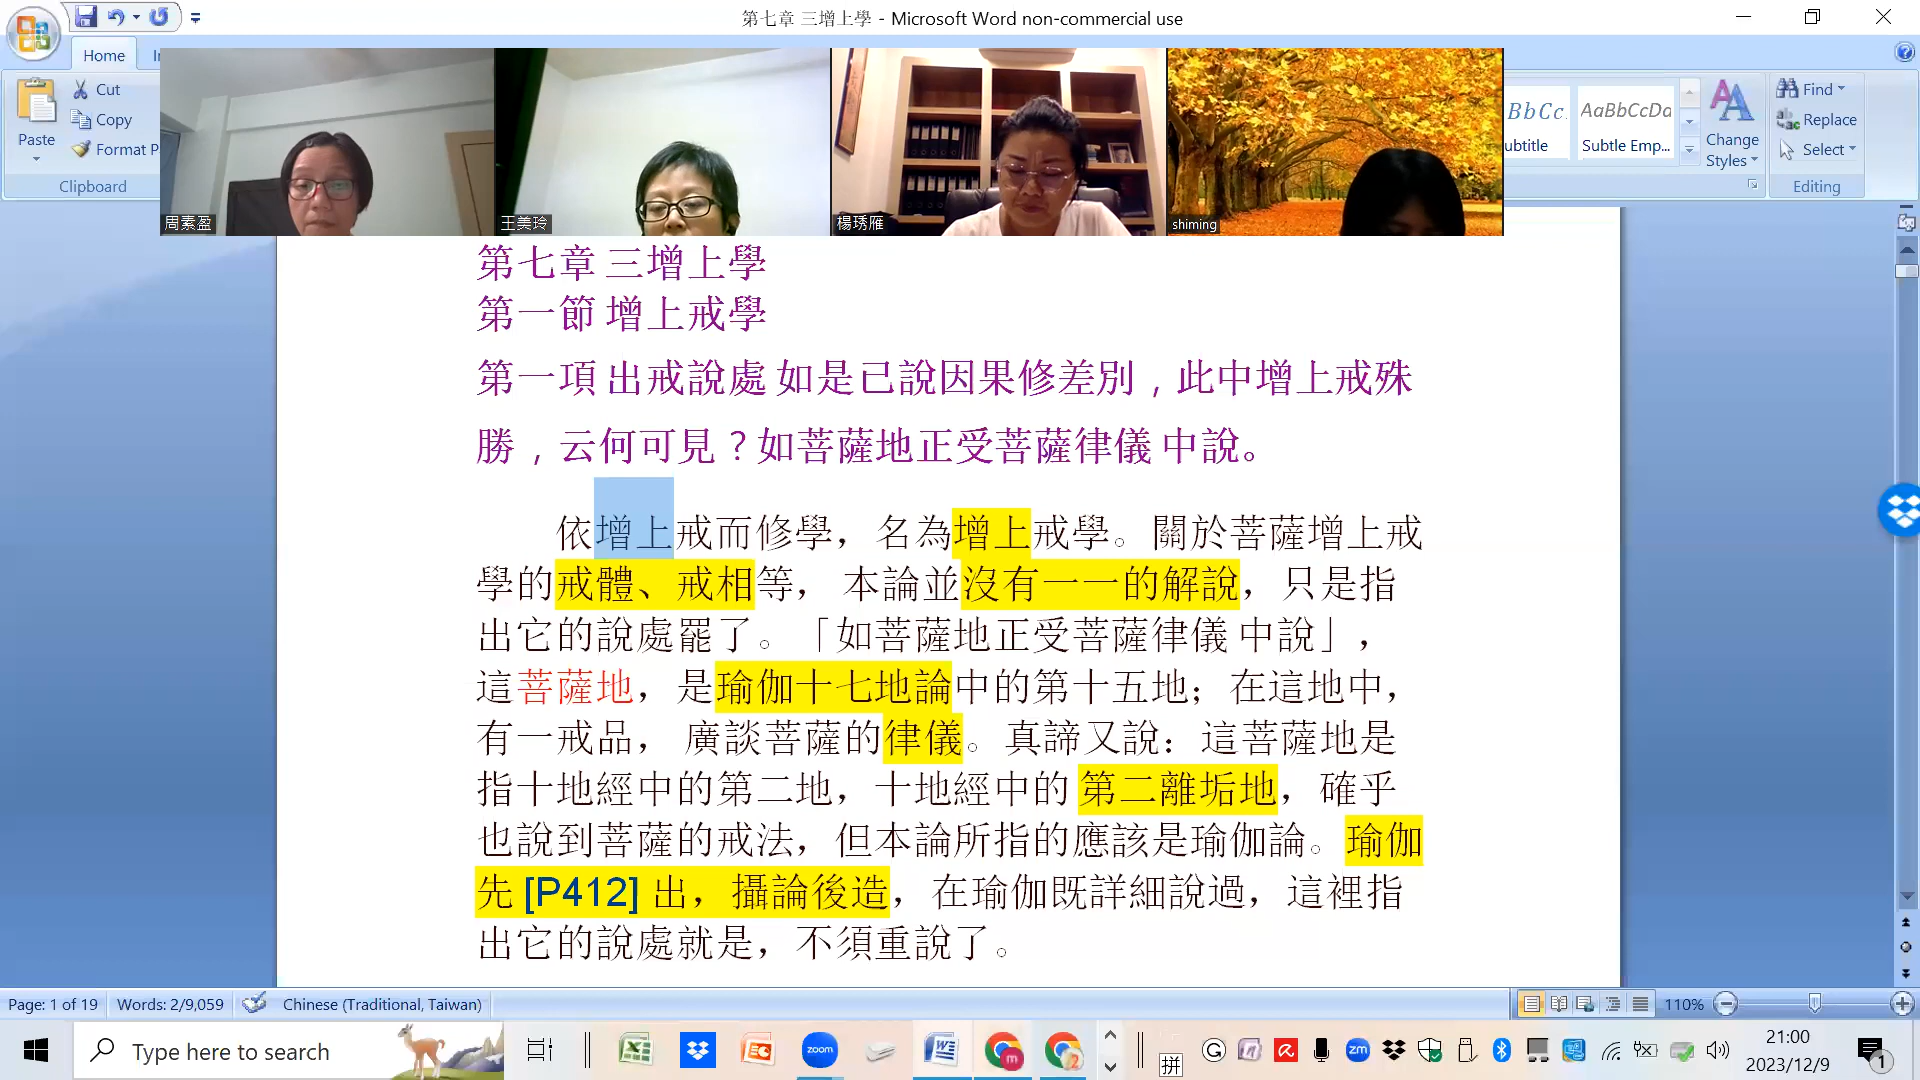 第七章 三增上學 - Microsoft Word non-commercial use
Home
Cut
Copy
Format P
Paste
Clipboard
周素盈
王美玲
楊琇雁
shiming
BbCc.
AaBbCcDd
ubtitle
Subtle Emp...
Change
Styles
Find
Replace
Select
Editing
第七章 三增上學
第一節 增上戒學
第一項 出戒說處 如是已說因果修差別，此中增上戒殊
勝，云何可見？如菩薩地正受菩薩律儀 中說。
依增上戒而修學，名為增上戒學。關於菩薩增上戒
學的戒體、戒相等， 本論並沒有一一的解說，只是指
出它的說處罷了。「如菩薩地正受菩薩律儀 中說」，
這菩薩地，是瑜伽十七地論中的第十五地；在這地中，
有一戒品， 廣談菩薩的律儀。真諦又說：這菩薩地是
指十地經中的第二地，十地經中的 第二離垢地，確乎
也說到菩薩的戒法，但本論所指的應該是瑜伽論。瑜伽
先 [P412] 出，攝論後造，在瑜伽既詳細說過，這裡指
出它的說處就是，不須重說了。
Page: 1 of 19
Words: 2/9,059
Chinese (Traditional, Taiwan)
110%
Type here to search
zoom
拼
zm
21:00
2023/12/9
1